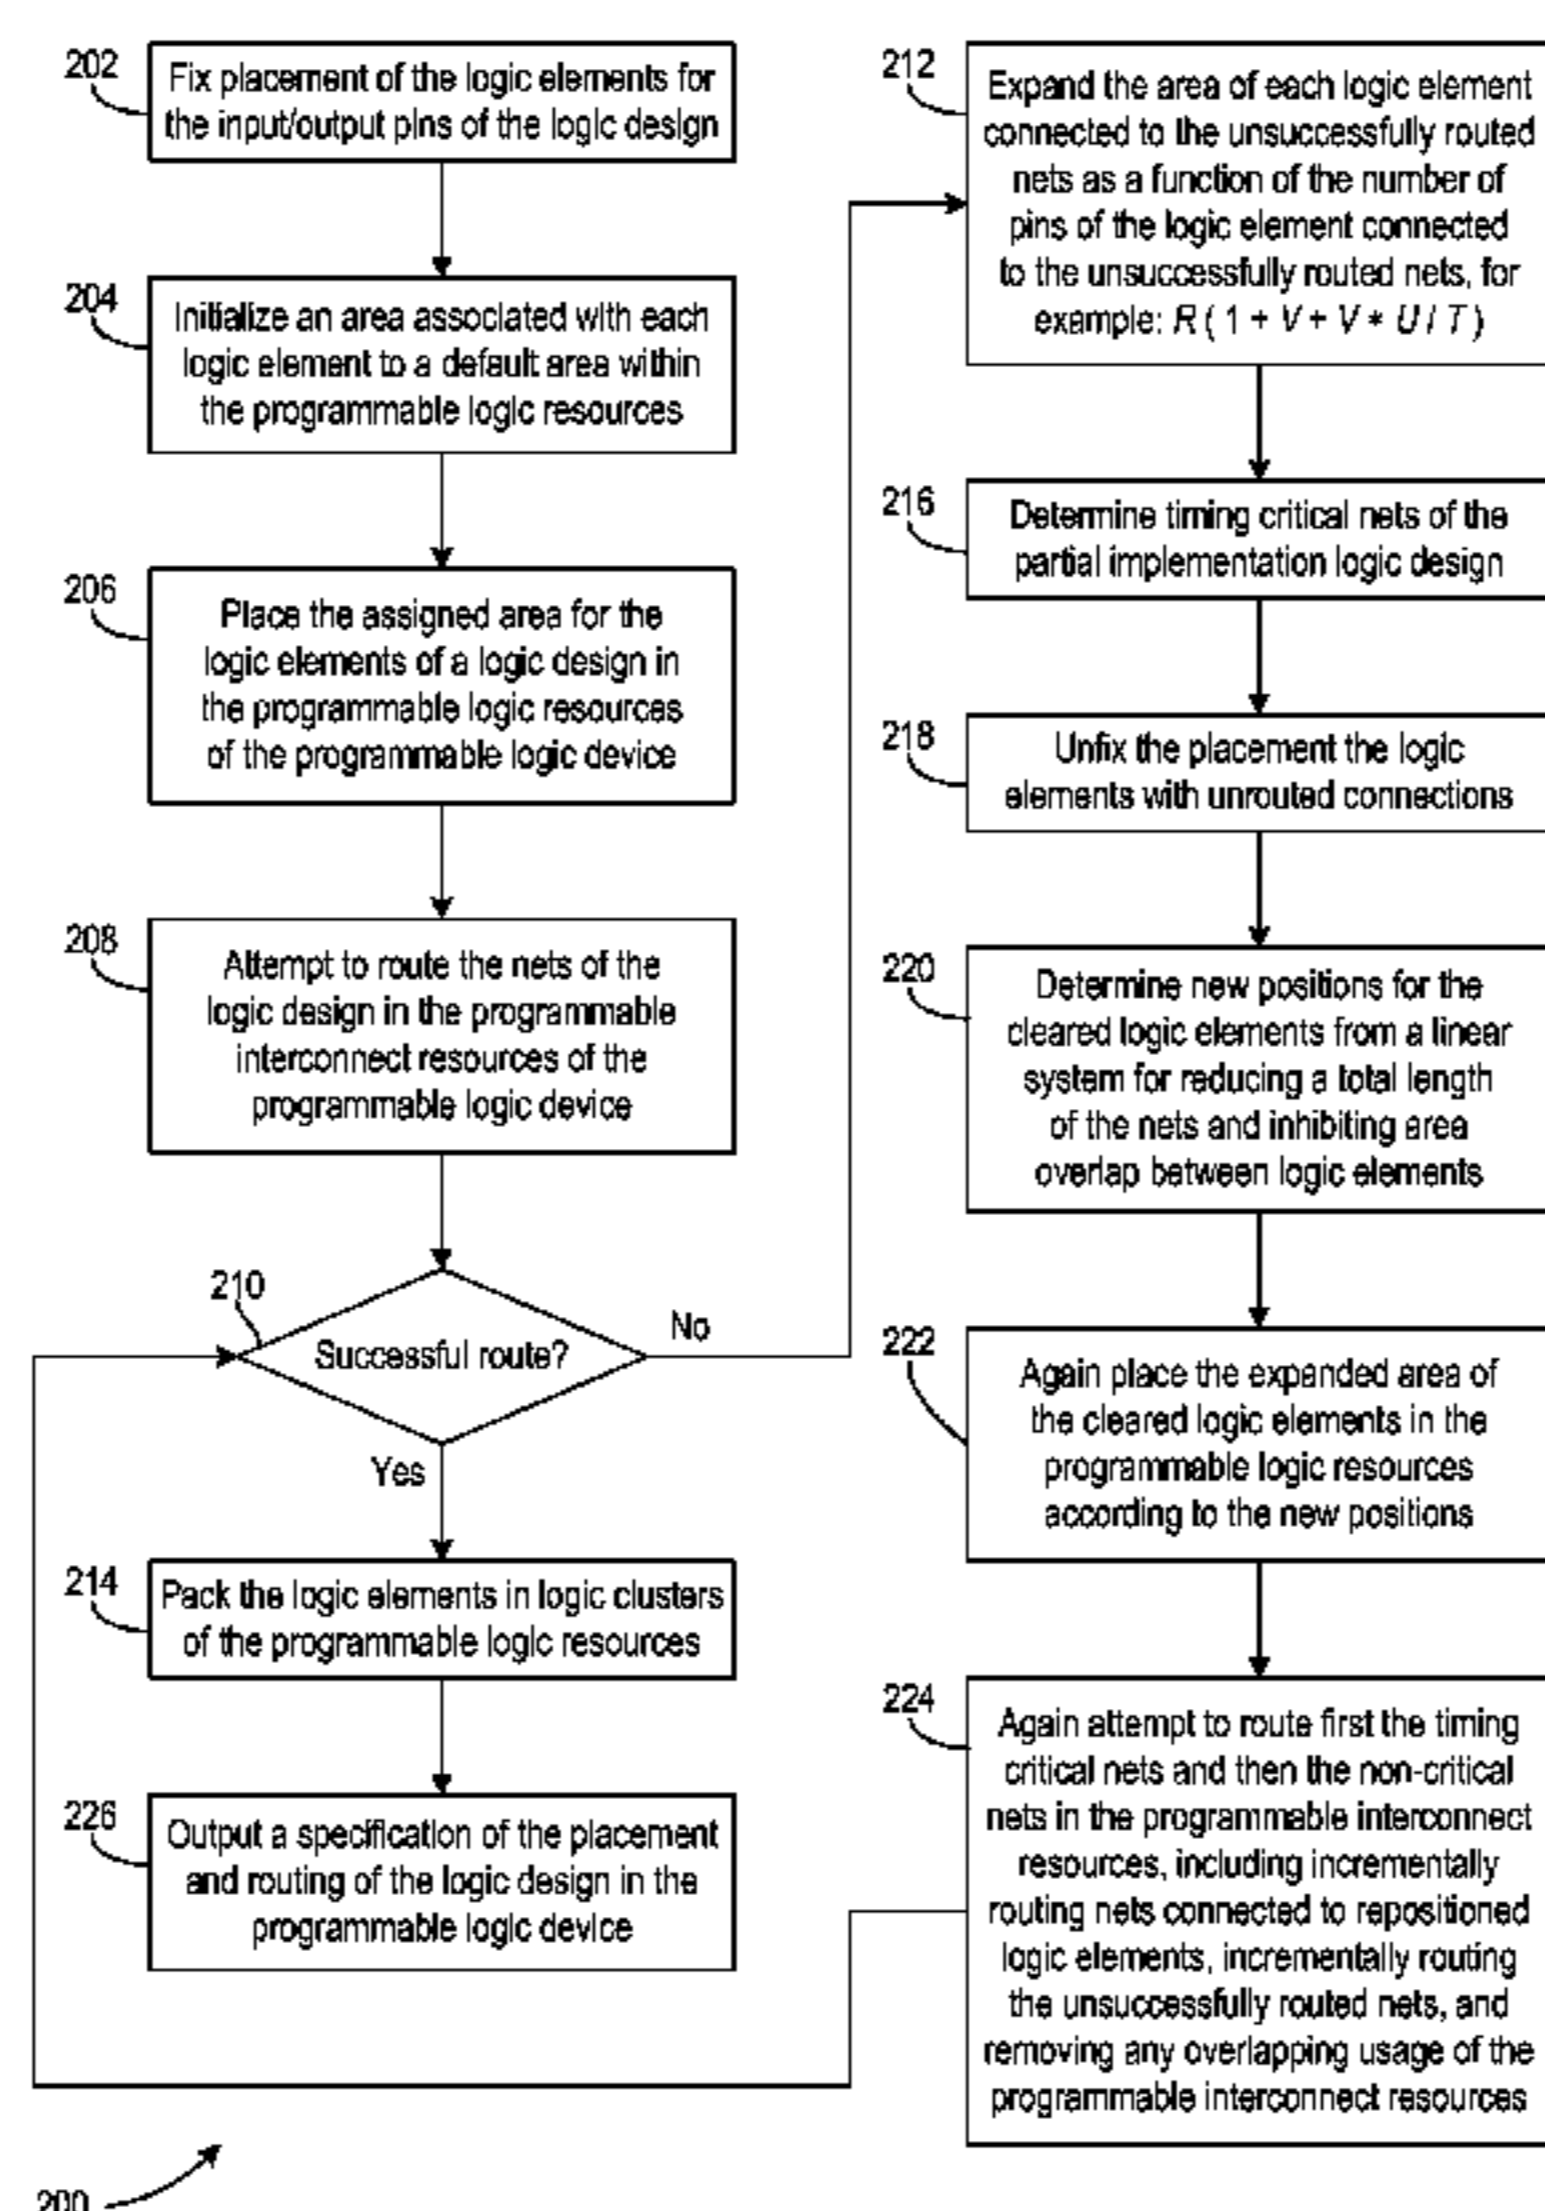 202
Fix placement of the logic elements for
the input/output pins of the logic design
204
Initialize an area associated with each
logic element to a default area within
the programmable logic resources
206
Place the assigned area for the
logic elements of a logic design in
the programmable logic resources
of the programmable logic device
208
Attempt to route the nets of the
logic design in the programmable
interconnect resources of the
programmable logic device
210
Successful route?
No
Yes
214
Pack the logic elements in logic clusters
of the programmable logic resources
226
Output a specification of the placement
and routing of the logic design in the
programmable logic device
212
Expand the area of each logic element
connected to the unsuccessfully routed
nets as a function of the number of
pins of the logic element connected
to the unsuccessfully routed nets, for
example: R ( 1 + V + V * U / T )
216
Determine timing critical nets of the
partial implementation logic design
218
Unfix the placement the logic
elements with unrouted connections
220
Determine new positions for the
cleared logic elements from a linear
system for reducing a total length
of the nets and inhibiting area
overlap between logic elements
222
Again place the expanded area of
the cleared logic elements in the
programmable logic resources
according to the new positions
224
Again attempt to route first the timing
critical nets and then the non-critical
nets in the programmable interconnect
resources, including incrementally
routing nets connected to repositioned
logic elements, incrementally routing
the unsuccessfully routed nets, and
removing any overlapping usage of the
programmable interconnect resources
200